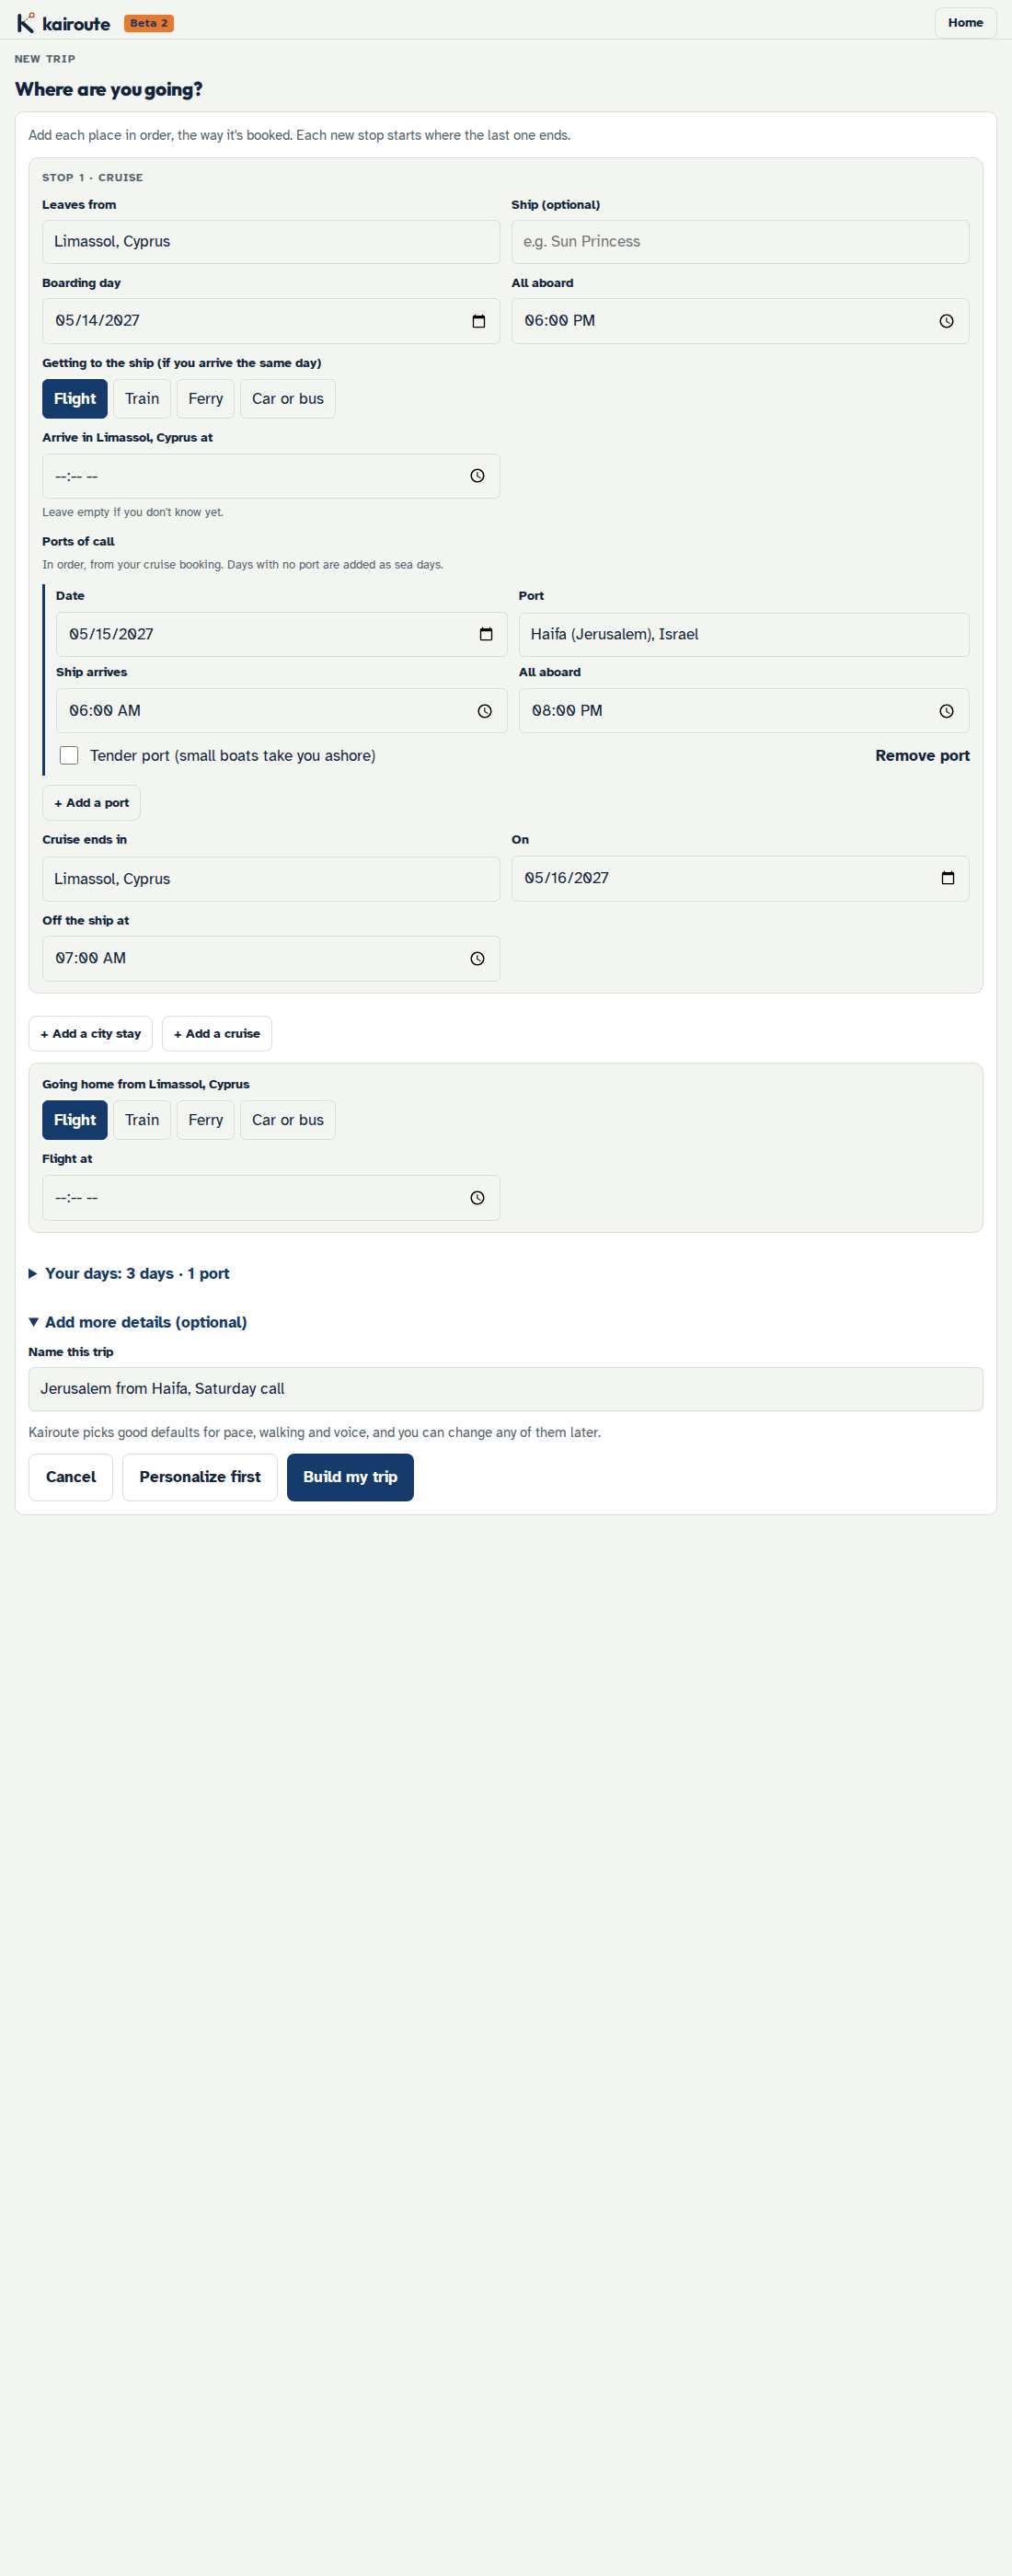 kairoute Beta 2 Home
NEW TRIP
Where are you going?
Add each place in order, the way it's booked. Each new stop starts where the last one ends.
STOP 1 · CRUISE
Leaves from Ship (optional)
Limassol, Cyprus e.g. Sun Princess
Boarding day All aboard
05/14/2027 06:00 PM
Getting to the ship (if you arrive the same day)
Flight Train Ferry Car or bus
Arrive in Limassol, Cyprus at
--:-- --
Leave empty if you don't know yet.
Ports of call
In order, from your cruise booking. Days with no port are added as sea days.
Date Port
05/15/2027 Haifa (Jerusalem), Israel
Ship arrives All aboard
06:00 AM 08:00 PM
Tender port (small boats take you ashore) Remove port
+ Add a port
Cruise ends in On
Limassol, Cyprus 05/16/2027
Off the ship at
07:00 AM
+ Add a city stay + Add a cruise
Going home from Limassol, Cyprus
Flight Train Ferry Car or bus
Flight at
--:-- --
Your days: 3 days · 1 port
Add more details (optional)
Name this trip
Jerusalem from Haifa, Saturday call
Kairoute picks good defaults for pace, walking and voice, and you can change any of them later.
Cancel Personalize first Build my trip